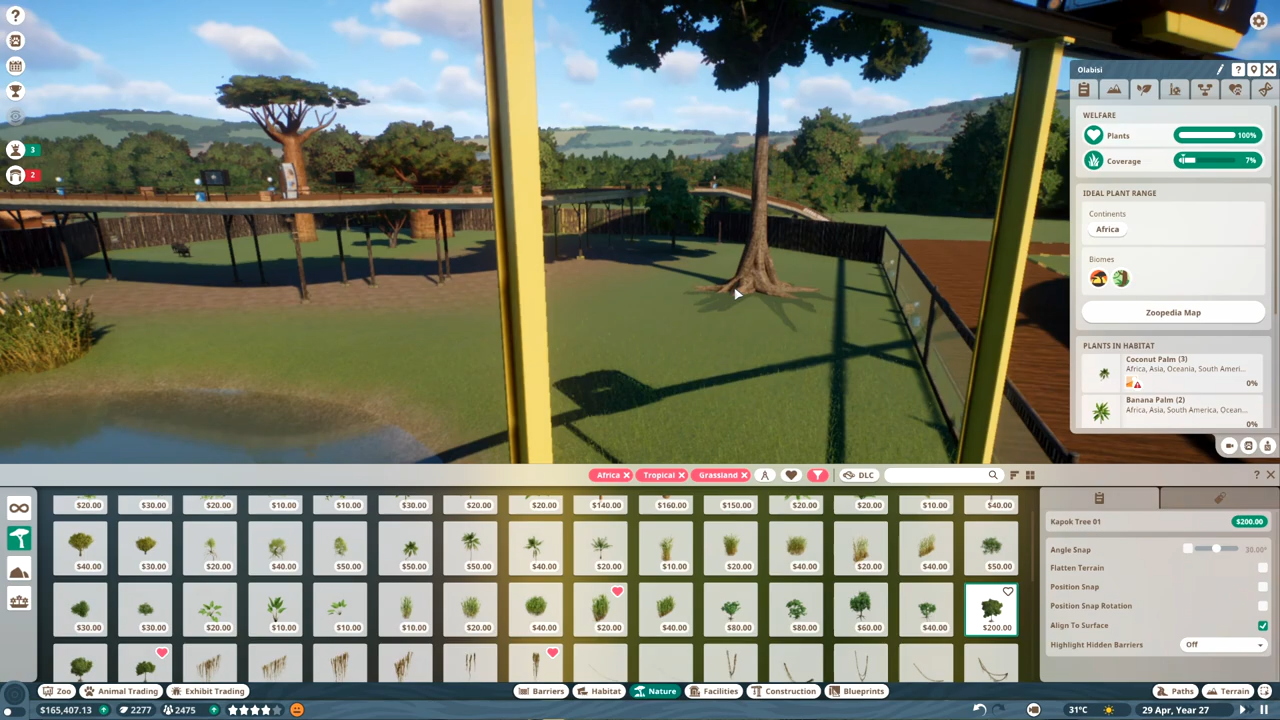 ?
3
2
Olabisi
?
WELFARE
Plants 100%
Coverage 7%
IDEAL PLANT RANGE
Continents
Africa
Biomes
Zoopedia Map
PLANTS IN HABITAT
Coconut Palm (3)
Africa, Asia, Oceania, South Ameri...
0%
Banana Palm (2)
Africa, Asia, South America, Ocean...
0%
Africa Tropical Grassland DLC ?
$20.00 $30.00 $20.00 $10.00 $10.00 $30.00 $20.00 $20.00 $140.00 $160.00 $150.00 $20.00 $20.00 $10.00 $40.00
$40.00 $30.00 $20.00 $40.00 $50.00 $50.00 $50.00 $40.00 $20.00 $10.00 $20.00 $40.00 $20.00 $40.00 $50.00
$30.00 $30.00 $20.00 $40.00 $10.00 $10.00 $20.00 $40.00 $20.00 $40.00 $80.00 $80.00 $60.00 $40.00 $200.00
Kapok Tree 01 $200.00
Angle Snap 30.00°
Flatten Terrain
Position Snap
Position Snap Rotation
Align To Surface
Highlight Hidden Barriers Off
Zoo Animal Trading Exhibit Trading Barriers Habitat Nature Facilities Construction Blueprints Paths Terrain
$165,407.13 2277 2475 31°C 29 Apr, Year 27